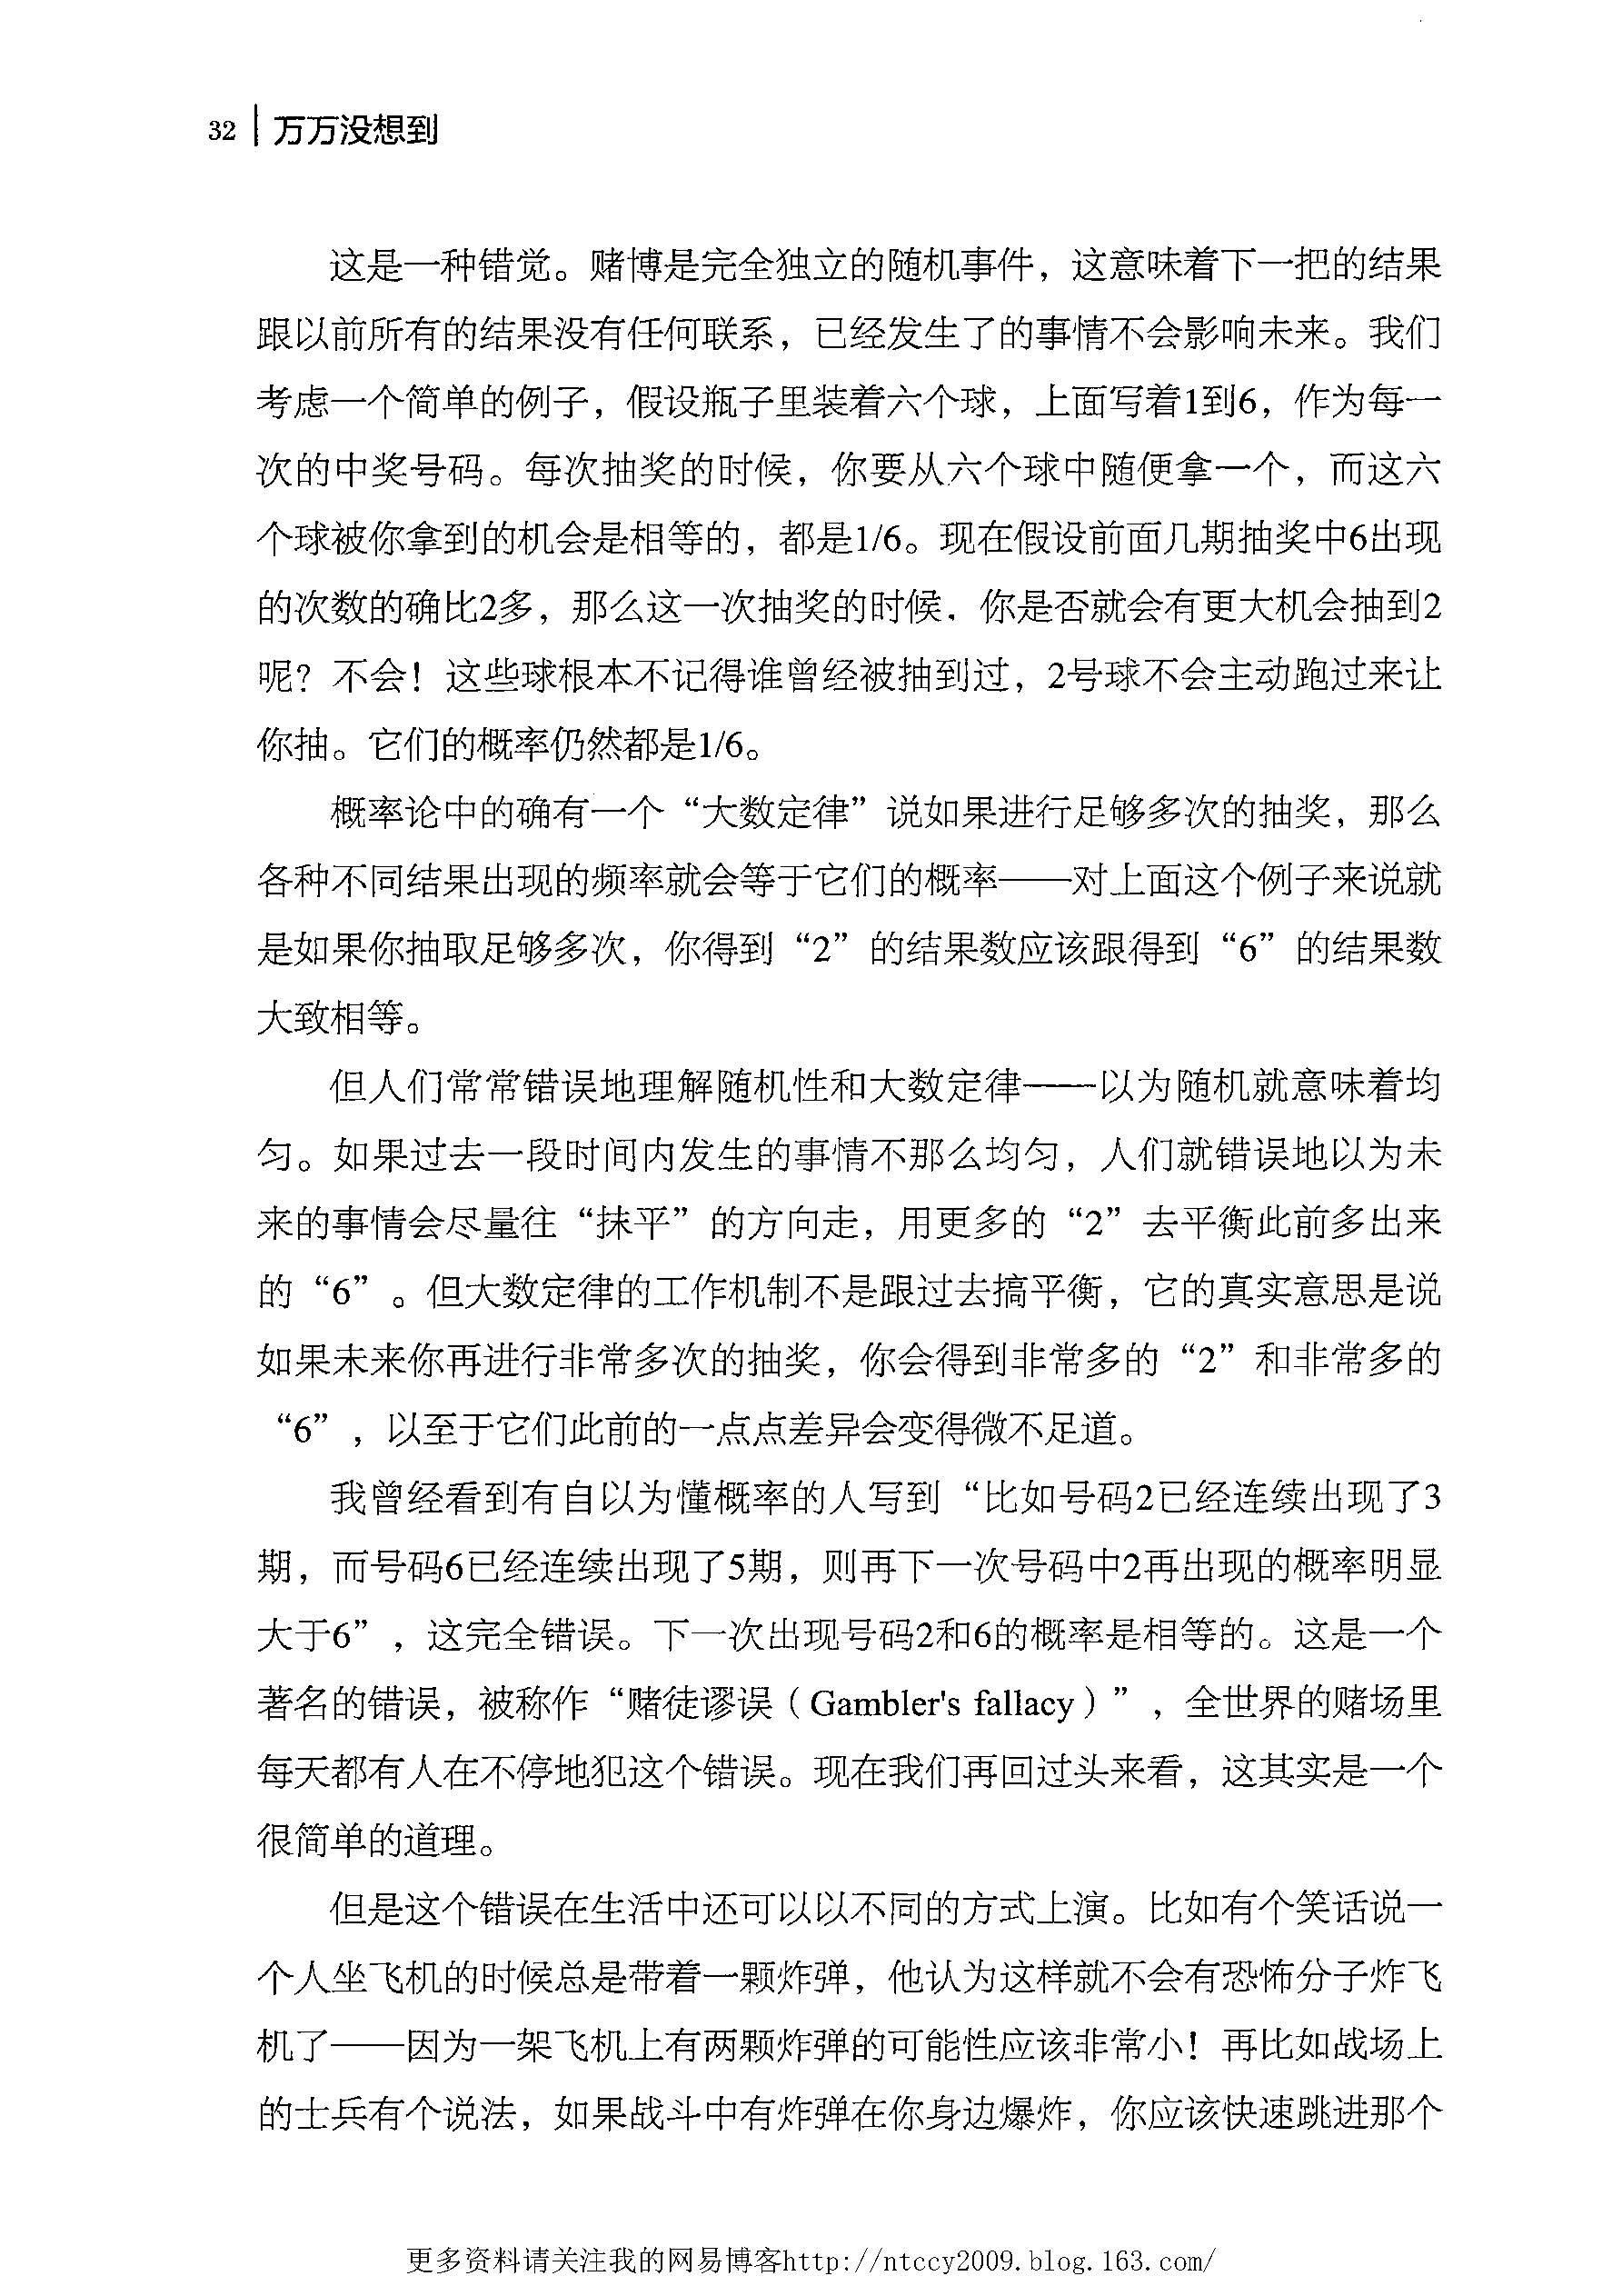 32 万万没想到
这是一种错觉。赌博是完全独立的随机事件，这意味着下一把的结果
跟以前所有的结果没有任何联系，已经发生了的事情不会影响未来。我们
考虑一个简单的例子，假设瓶子里装着六个球，上面写着1到6，作为每一
次的中奖号码。每次抽奖的时候，你要从六个球中随便拿一个，而这六
个球被你拿到的机会是相等的，都是1/6。现在假设前面几期抽奖中6出现
的次数的确比2多，那么这一次抽奖的时候，你是否就会有更大机会抽到2
呢？不会！这些球根本不记得谁曾经被抽到过，2号球不会主动跑过来让
你抽。它们的概率仍然都是1/6。
概率论中的确有一个“大数定律”说如果进行足够多次的抽奖，那么
各种不同结果出现的频率就会等于它们的概率——对上面这个例子来说就
是如果你抽取足够多次，你得到“2”的结果数应该跟得到“6”的结果数
大致相等。
但人们常常错误地理解随机性和大数定律——以为随机就意味着均
匀。如果过去一段时间内发生的事情不那么均匀，人们就错误地以为未
来的事情会尽量往“抹平”的方向走，用更多的“2”去平衡此前多出来
的“6”。但大数定律的工作机制不是跟过去搞平衡，它的真实意思是说
如果未来你再进行非常多次的抽奖，你会得到非常多的“2”和非常多的
“6”，以至于它们此前的一点点差异会变得微不足道。
我曾经看到有自以为懂概率的人写到“比如号码2已经连续出现了3
期，而号码6已经连续出现了5期，则再下一次号码中2再出现的概率明显
大于6”，这完全错误。下一次出现号码2和6的概率是相等的。这是一个
著名的错误，被称作“赌徒谬误（Gambler's fallacy）”，全世界的赌场里
每天都有人在不停地犯这个错误。现在我们再回过头来看，这其实是一个
很简单的道理。
但是这个错误在生活中还可以以不同的方式上演。比如有个笑话说一
个人坐飞机的时候总是带着一颗炸弹，他认为这样就不会有恐怖分子炸飞
机了——因为一架飞机上有两颗炸弹的可能性应该非常小！再比如战场上
的士兵有个说法，如果战斗中有炸弹在你身边爆炸，你应该快速跳进那个
更多资料请关注我的网易博客http://ntccy2009.blog.163.com/